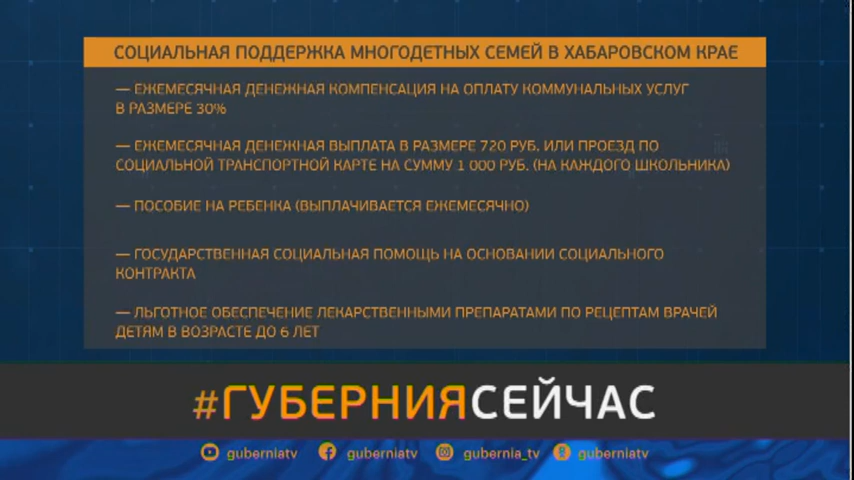 СОЦИАЛЬНАЯ ПОДДЕРЖКА МНОГОДЕТНЫХ СЕМЕЙ В ХАБАРОВСКОМ КРАЕ
— ЕЖЕМЕСЯЧНАЯ ДЕНЕЖНАЯ КОМПЕНСАЦИЯ НА ОПЛАТУ КОММУНАЛЬНЫХ УСЛУГ
В РАЗМЕРЕ 30%
— ЕЖЕМЕСЯЧНАЯ ДЕНЕЖНАЯ ВЫПЛАТА В РАЗМЕРЕ 720 РУБ. ИЛИ ПРОЕЗД ПО
СОЦИАЛЬНОЙ ТРАНСПОРТНОЙ КАРТЕ НА СУММУ 1 000 РУБ. (НА КАЖДОГО ШКОЛЬНИКА)
— ПОСОБИЕ НА РЕБЕНКА (ВЫПЛАЧИВАЕТСЯ ЕЖЕМЕСЯЧНО)
— ГОСУДАРСТВЕННАЯ СОЦИАЛЬНАЯ ПОМОЩЬ НА ОСНОВАНИИ СОЦИАЛЬНОГО
КОНТРАКТА
— ЛЬГОТНОЕ ОБЕСПЕЧЕНИЕ ЛЕКАРСТВЕННЫМИ ПРЕПАРАТАМИ ПО РЕЦЕПТАМ ВРАЧЕЙ
ДЕТЯМ В ВОЗРАСТЕ ДО 6 ЛЕТ
#ГУБЕРНИЯСЕЙЧАС
guberniatv guberniatv gubernia_tv guberniatv